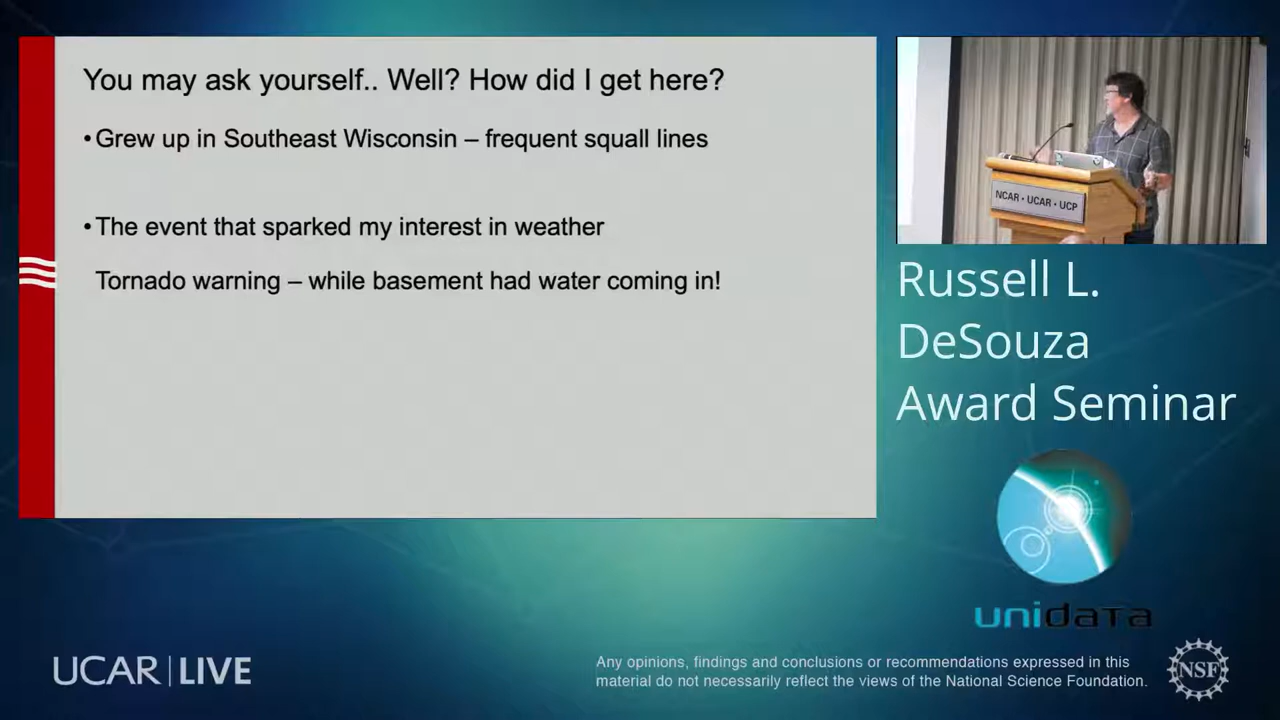 You may ask yourself.. Well? How did I get here?
•Grew up in Southeast Wisconsin – frequent squall lines
•The event that sparked my interest in weather
Tornado warning – while basement had water coming in!
NCAR • UCAR • UCP
Russell L.
DeSouza
Award Seminar
unidata
UCAR | LIVE
Any opinions, findings and conclusions or recommendations expressed in this
material do not necessarily reflect the views of the National Science Foundation.
NSF